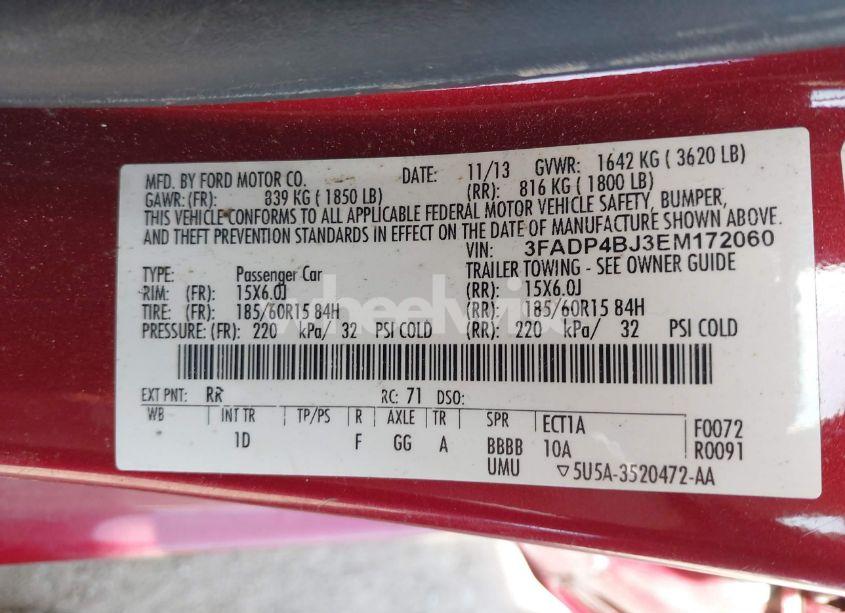 MFD. BY FORD MOTOR CO. DATE: 11/13 GVWR: 1642 KG ( 3620 LB)
GAWR: (FR): 839 KG ( 1850 LB) (RR): 816 KG ( 1800 LB)
THIS VEHICLE CONFORMS TO ALL APPLICABLE FEDERAL MOTOR VEHICLE SAFETY, BUMPER,
AND THEFT PREVENTION STANDARDS IN EFFECT ON THE DATE OF MANUFACTURE SHOWN ABOVE.
VIN: 3FADP4BJ3EM172060
TYPE: Passenger Car TRAILER TOWING - SEE OWNER GUIDE
RIM: (FR): 15X6.0J (RR): 15X6.0J
TIRE: (FR): 185/60R15 84H (RR): 185/60R15 84H
PRESSURE: (FR): 220 kPa/ 32 PSI COLD (RR): 220 kPa/ 32 PSI COLD
wheelwise
EXT PNT: RR RC: 71 DSO:
WB INT TR TP/PS R AXLE TR SPR ECT1A F0072
1D F GG A BBBB 10A R0091
UMU ▽5U5A-3520472-AA